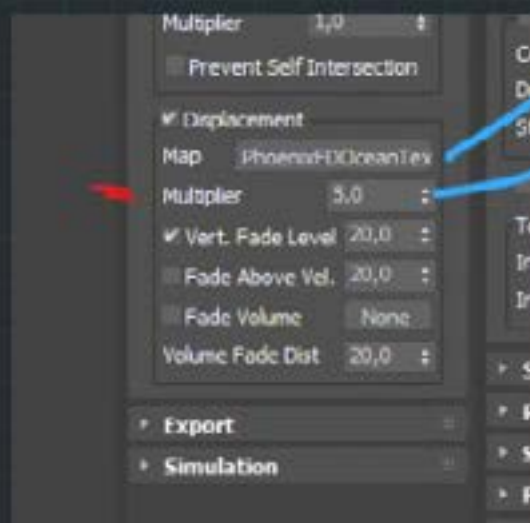 Multiplier 1,0
Prevent Self Intersection
Displacement
Map PhoenixFDOceanTex
Multiplier 5,0
Vert. Fade Level 20,0
Fade Above Vel. 20,0
Fade Volume None
Volume Fade Dist 20,0
Export
Simulation